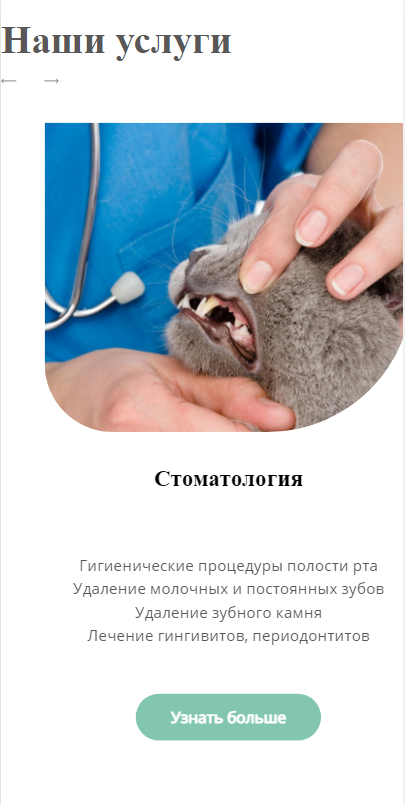 Наши услуги
← →
Стоматология
Гигиенические процедуры полости рта
Удаление молочных и постоянных зубов
Удаление зубного камня
Лечение гингивитов, периодонтитов
Узнать больше